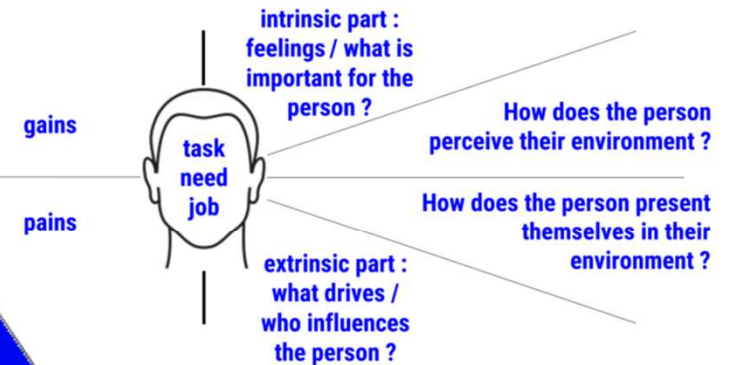 intrinsic part :
feelings / what is
important for the
person ?
gains
How does the person
perceive their environment ?
task
need
job
pains
How does the person present
themselves in their
environment ?
extrinsic part :
what drives /
who influences
the person ?